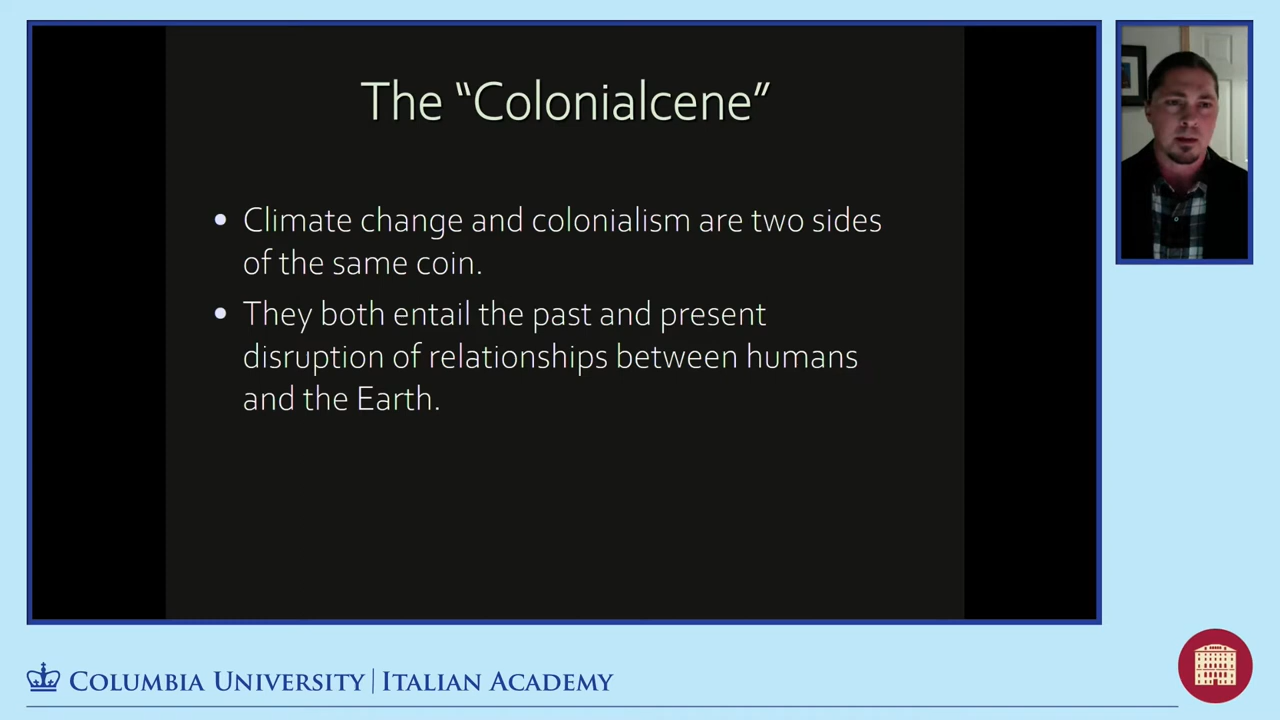 The “Colonialcene”
• Climate change and colonialism are two sides
of the same coin.
• They both entail the past and present
disruption of relationships between humans
and the Earth.
COLUMBIA UNIVERSITY | ITALIAN ACADEMY